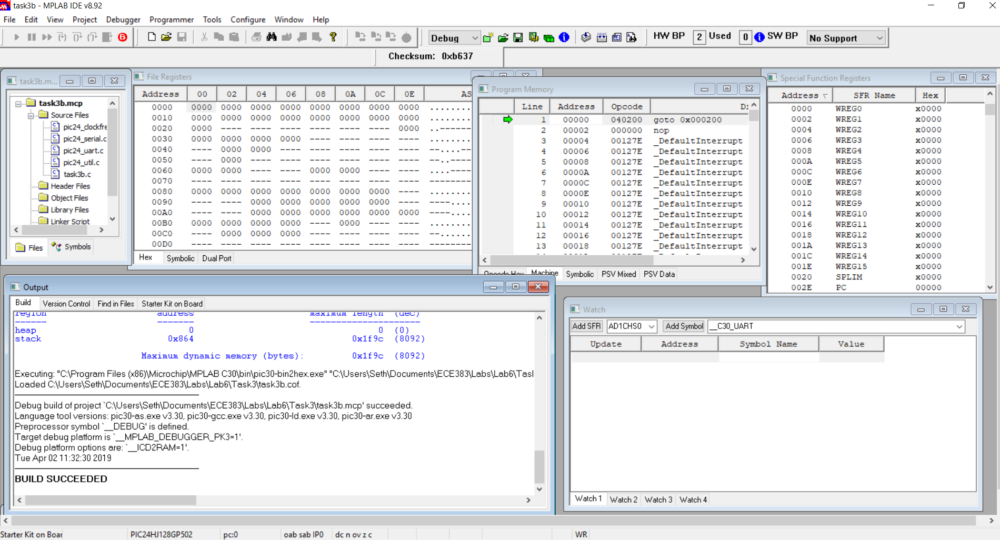 task3b - MPLAB IDE v8.92
File Edit View Project Debugger Programmer Tools Configure Window Help
Debug HW BP 2 Used 0 SW BP No Support
Checksum: 0xb637
task3b.m...
task3b.mcp
Source Files
pic24_clockfre
pic24_serial.c
pic24_uart.c
pic24_util.c
task3b.c
Header Files
Object Files
Library Files
Linker Script
Files Symbols
File Registers
Address 00 02 04 06 08 0A 0C 0E AS
0000 0000 0000 0000 0000 0000 0000 0000 0000 ........
0010 0000 0000 0000 0000 0000 0000 0000 0000 ........
0020 0000 ---- ---- ---- ---- ---- ---- 0000 ..------
0030 0000 0000 0000 0000 ---- ---- ---- ---- ........
0040 ---- 0000 0000 ---- ---- ---- ---- ---- --....--
0050 ---- 0000 ---- ---- ---- ---- ---- ---- --..----
0060 0000 0000 ---- ---- 0000 0000 ---- ---- ....----
0070 ---- ---- ---- ---- ---- ---- ---- ---- --------
0080 0000 0000 0000 0000 0000 0000 0000 ---- ........
0090 ---- ---- 0000 0000 0000 0000 0000 ---- ----....
00A0 ---- ---- 0000 0000 0000 0000 0000 0000 ----....
00B0 0000 0000 0000 0000 ---- 0000 ---- ---- ........
00C0 ---- 0000 0000 0000 ---- ---- ---- ---- --......
00D0 ---- ---- ---- ---- ---- ---- ---- ---- --------
Hex Symbolic Dual Port
Program Memory
Line Address Opcode Di
1 00000 040200 goto 0x000200
2 00002 000000 nop
3 00004 00127E _DefaultInterrupt
4 00006 00127E _DefaultInterrupt
5 00008 00127E _DefaultInterrupt
6 0000A 00127E _DefaultInterrupt
7 0000C 00127E _DefaultInterrupt
8 0000E 00127E _DefaultInterrupt
9 00010 00127E _DefaultInterrupt
10 00012 00127E _DefaultInterrupt
11 00014 00127E _DefaultInterrupt
12 00016 00127E _DefaultInterrupt
13 00018 00127E _DefaultInterrupt
Opcode Hex Machine Symbolic PSV Mixed PSV Data
Special Function Registers
Address SFR Name Hex
0000 WREG0 x0000
0002 WREG1 x0000
0004 WREG2 x0000
0006 WREG3 x0000
0008 WREG4 x0000
000A WREG5 x0000
000C WREG6 x0000
000E WREG7 x0000
0010 WREG8 x0000
0012 WREG9 x0000
0014 WREG10 x0000
0016 WREG11 x0000
0018 WREG12 x0000
001A WREG13 x0000
001C WREG14 x0000
001E WREG15 x0000
0020 SPLIM x0000
002E PC 00000
Output
Build Version Control Find in Files Starter Kit on Board
region address maximum length (dec)
------ ------- ---------------------
heap 0 0 (0)
stack 0x864 0x1f9c (8092)
Maximum dynamic memory (bytes): 0x1f9c (8092)
Executing: "C:\Program Files (x86)\Microchip\MPLAB C30\bin\pic30-bin2hex.exe" "C:\Users\Seth\Documents\ECE383\Labs\Lab6\Tas
Loaded C:\Users\Seth\Documents\ECE383\Labs\Lab6\Task3\task3b.cof.
Debug build of project `C:\Users\Seth\Documents\ECE383\Labs\Lab6\Task3\task3b.mcp' succeeded.
Language tool versions: pic30-as.exe v3.30, pic30-gcc.exe v3.30, pic30-ld.exe v3.30, pic30-ar.exe v3.30
Preprocessor symbol `__DEBUG' is defined.
Target debug platform is `__MPLAB_DEBUGGER_PK3=1'.
Debug platform options are: `__ICD2RAM=1'.
Tue Apr 02 11:32:30 2019
BUILD SUCCEEDED
Watch
Add SFR AD1CHS0 Add Symbol __C30_UART
Update Address Symbol Name Value
Watch 1 Watch 2 Watch 3 Watch 4
Starter Kit on Boar PIC24HJ128GP502 pc:0 oab sab IP0 dc n ov z c WR